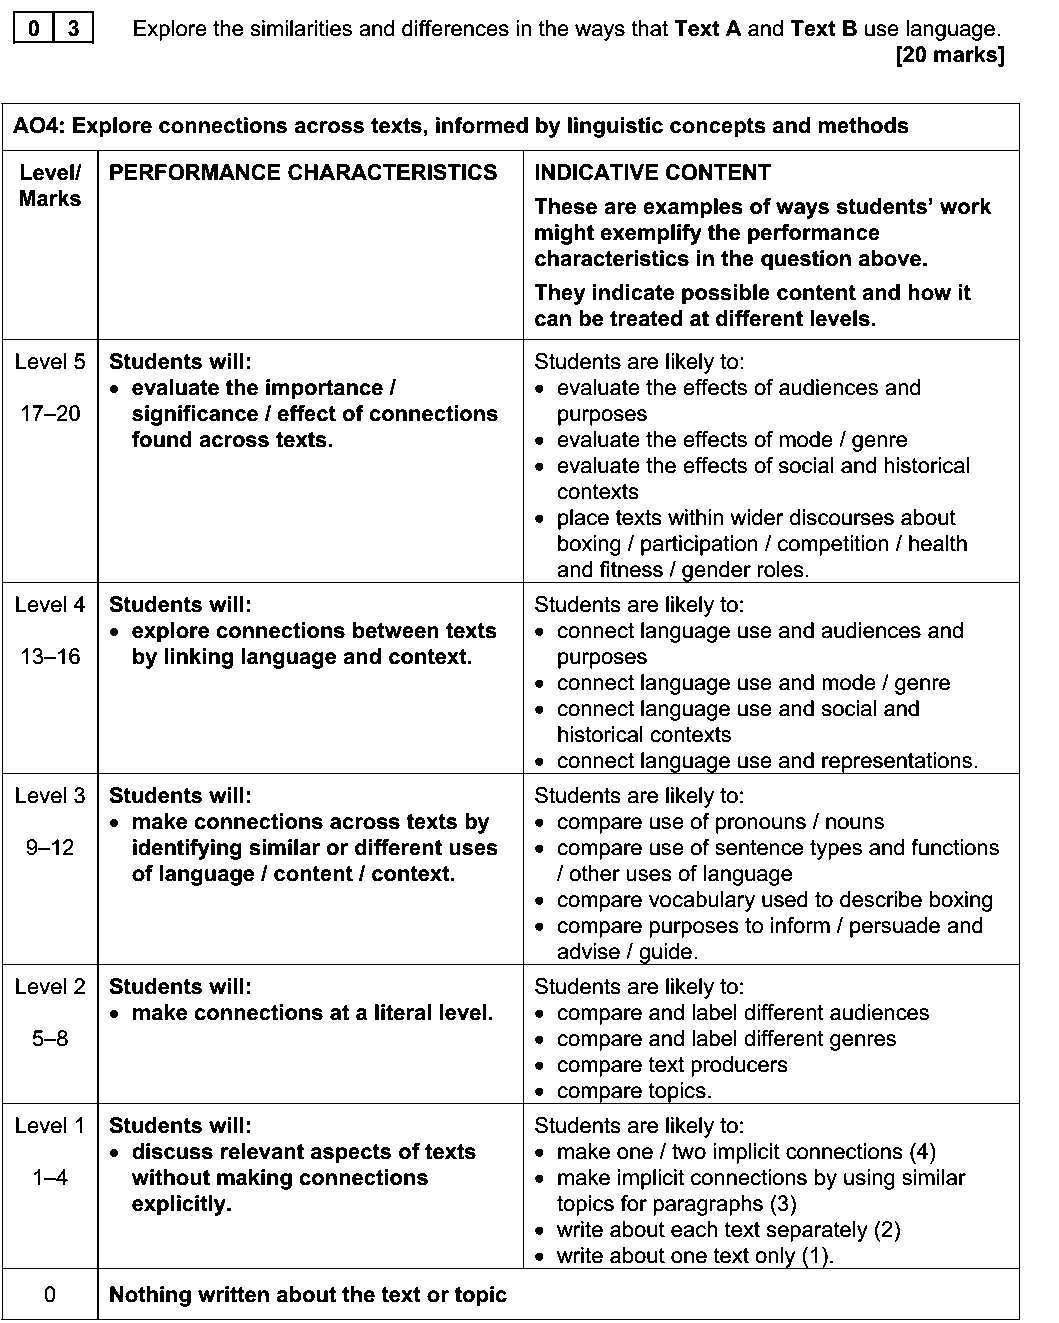 0 3 Explore the similarities and differences in the ways that Text A and Text B use language.
[20 marks]
AO4: Explore connections across texts, informed by linguistic concepts and methods
Level/
Marks
PERFORMANCE CHARACTERISTICS
INDICATIVE CONTENT
These are examples of ways students' work
might exemplify the performance
characteristics in the question above.
They indicate possible content and how it
can be treated at different levels.
Level 5
17–20
Students will:
• evaluate the importance /
significance / effect of connections
found across texts.
Students are likely to:
• evaluate the effects of audiences and
purposes
• evaluate the effects of mode / genre
• evaluate the effects of social and historical
contexts
• place texts within wider discourses about
boxing / participation / competition / health
and fitness / gender roles.
Level 4
13–16
Students will:
• explore connections between texts
by linking language and context.
Students are likely to:
• connect language use and audiences and
purposes
• connect language use and mode / genre
• connect language use and social and
historical contexts
• connect language use and representations.
Level 3
9–12
Students will:
• make connections across texts by
identifying similar or different uses
of language / content / context.
Students are likely to:
• compare use of pronouns / nouns
• compare use of sentence types and functions
/ other uses of language
• compare vocabulary used to describe boxing
• compare purposes to inform / persuade and
advise / guide.
Level 2
5–8
Students will:
• make connections at a literal level.
Students are likely to:
• compare and label different audiences
• compare and label different genres
• compare text producers
• compare topics.
Level 1
1–4
Students will:
• discuss relevant aspects of texts
without making connections
explicitly.
Students are likely to:
• make one / two implicit connections (4)
• make implicit connections by using similar
topics for paragraphs (3)
• write about each text separately (2)
• write about one text only (1).
0
Nothing written about the text or topic